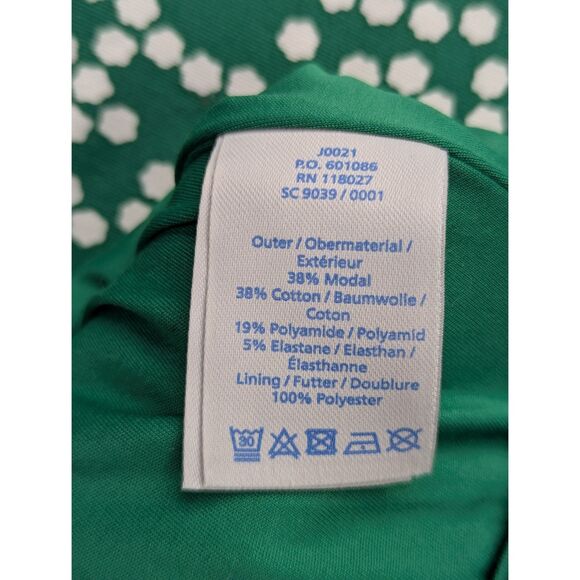 J0021
P.O. 601086
RN 118027
SC 9039 / 0001
Outer / Obermaterial /
Extérieur
38% Modal
38% Cotton / Baumwolle /
Coton
19% Polyamide / Polyamid
5% Elastane / Elasthan /
Élasthanne
Lining / Futter / Doublure
100% Polyester
30